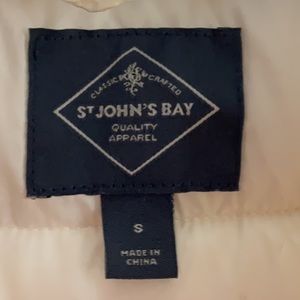 CLASSIC & CRAFTED
ST JOHN'S BAY
QUALITY
APPAREL
S
MADE IN
CHINA